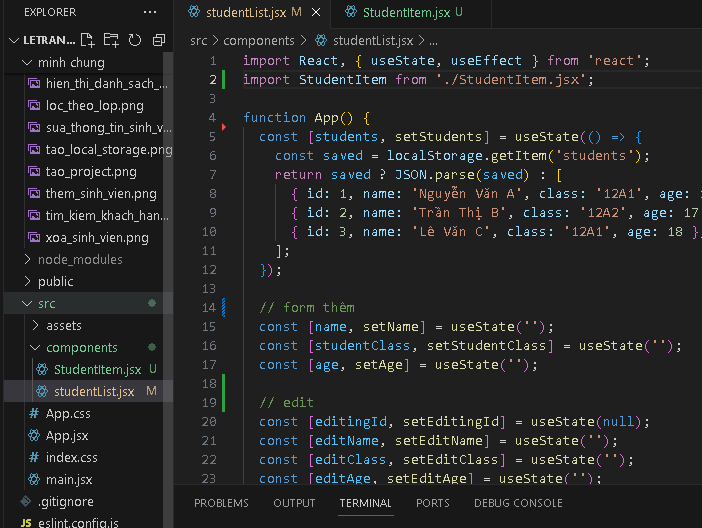 EXPLORER ...
LETRAN...
minh chung
hien_thi_danh_sach_...
loc_theo_lop.png
sua_thong_tin_sinh_v...
tao_local_storage.png
tao_project.png
them_sinh_vien.png
tim_kiem_khach_han...
xoa_sinh_vien.png
node_modules
public
src
assets
components
StudentItem.jsx U
studentList.jsx M
App.css
App.jsx
index.css
main.jsx
.gitignore
JS eslint.config.js
studentList.jsx M
StudentItem.jsx U
src > components > studentList.jsx > ...
1 import React, { useState, useEffect } from 'react';
2 import StudentItem from './StudentItem.jsx';
3
4 function App() {
5 const [students, setStudents] = useState(() => {
6 const saved = localStorage.getItem('students');
7 return saved ? JSON.parse(saved) : [
8 { id: 1, name: 'Nguyễn Văn A', class: '12A1', age:
9 { id: 2, name: 'Trần Thị B', class: '12A2', age: 17
10 { id: 3, name: 'Lê Văn C', class: '12A1', age: 18 }
11 ];
12 });
13
14 // form thêm
15 const [name, setName] = useState('');
16 const [studentClass, setStudentClass] = useState('');
17 const [age, setAge] = useState('');
18
19 // edit
20 const [editingId, setEditingId] = useState(null);
21 const [editName, setEditName] = useState('');
22 const [editClass, setEditClass] = useState('');
23 const [editAge, setEditAge] = useState('');
PROBLEMS OUTPUT TERMINAL PORTS DEBUG CONSOLE